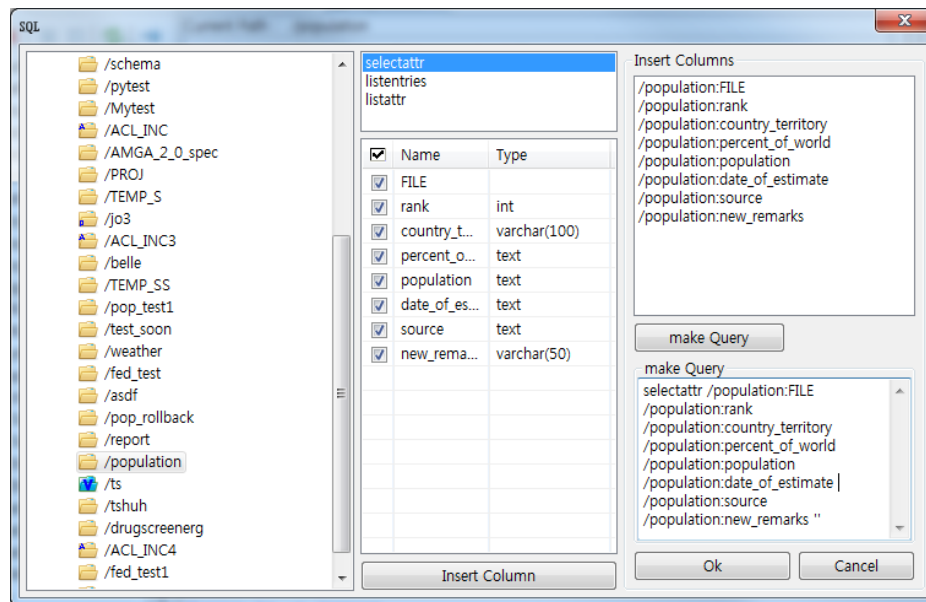 SQL
/schema
/pytest
/Mytest
/ACL_INC
/AMGA_2_0_spec
/PROJ
/TEMP_S
/jo3
/ACL_INC3
/belle
/TEMP_SS
/pop_test1
/test_soon
/weather
/fed_test
/asdf
/pop_rollback
/report
/population
/ts
/tshuh
/drugscreenerg
/ACL_INC4
/fed_test1
selectattr
listentries
listattr
Name Type
FILE
rank int
country_t... varchar(100)
percent_o... text
population text
date_of_es... text
source text
new_rema... varchar(50)
Insert Column
Insert Columns
/population:FILE
/population:rank
/population:country_territory
/population:percent_of_world
/population:population
/population:date_of_estimate
/population:source
/population:new_remarks
make Query
make Query
selectattr /population:FILE
/population:rank
/population:country_territory
/population:percent_of_world
/population:population
/population:date_of_estimate
/population:source
/population:new_remarks ''
Ok Cancel